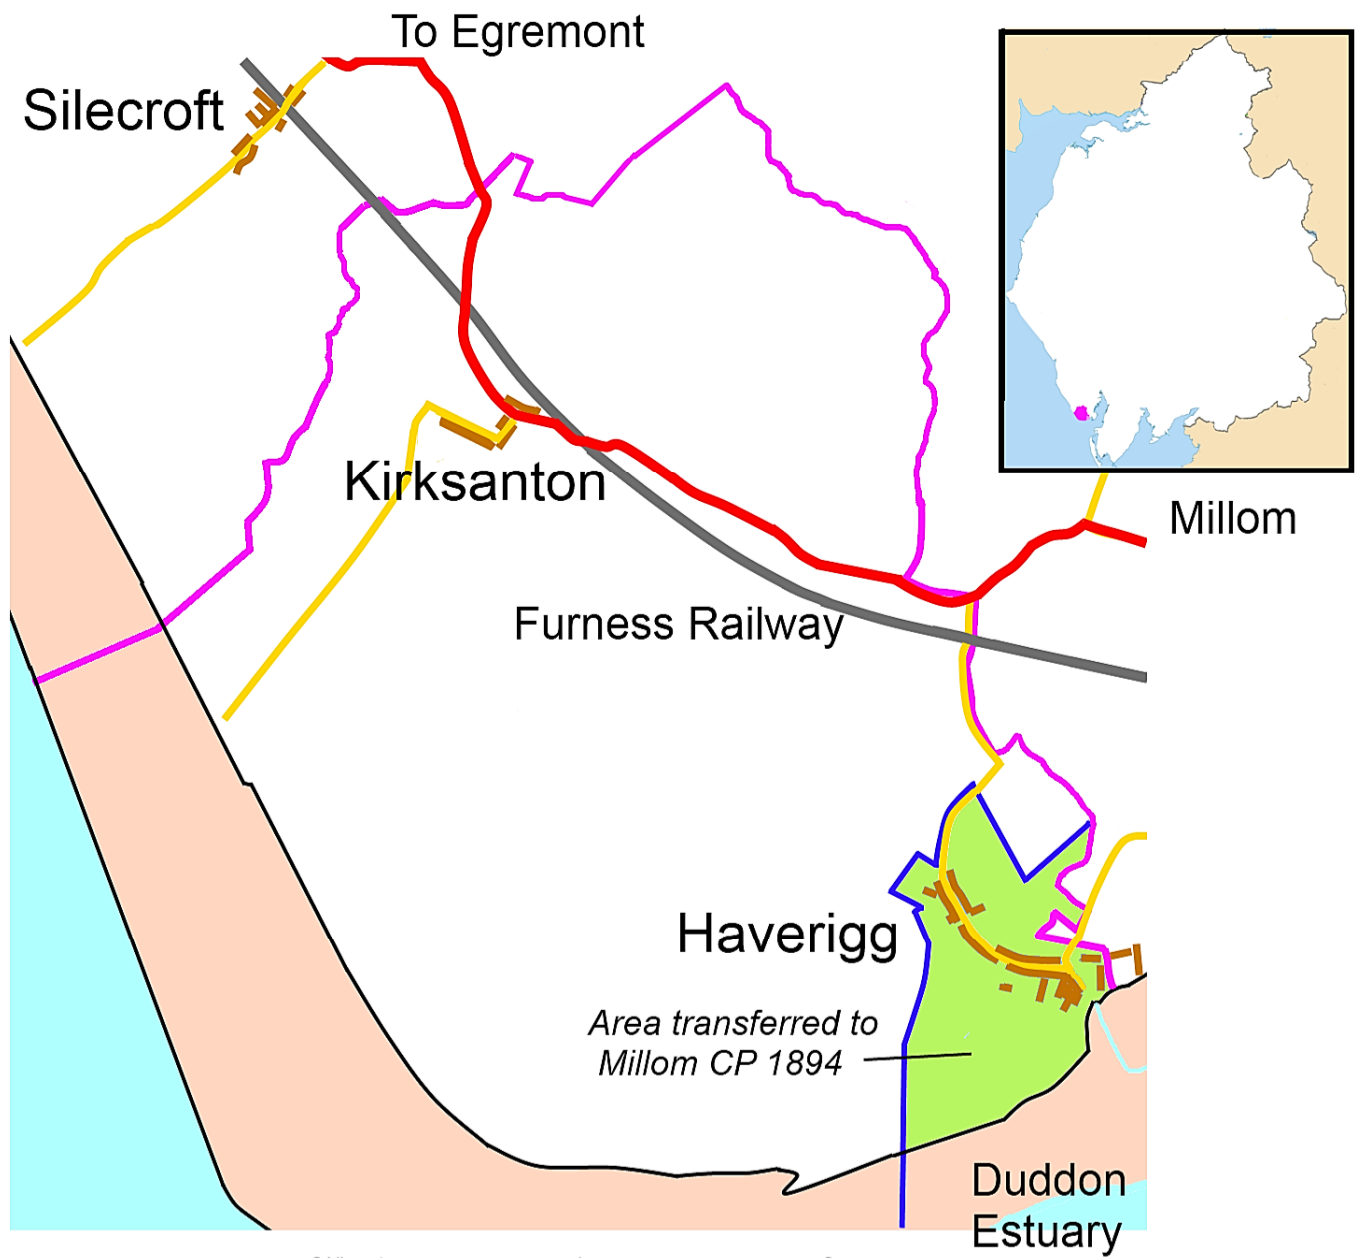 To Egremont
Silecroft
Kirksanton
Millom
Furness Railway
Haverigg
Area transferred to
Millom CP 1894
Duddon
Estuary